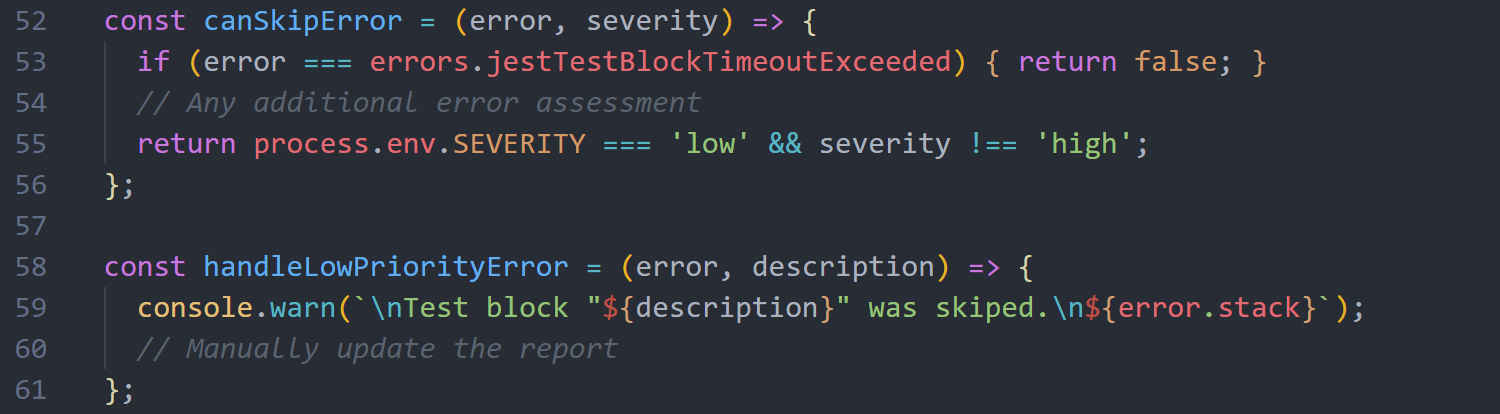 52 const canSkipError = (error, severity) => {
53 if (error === errors.jestTestBlockTimeoutExceeded) { return false; }
54 // Any additional error assessment
55 return process.env.SEVERITY === 'low' && severity !== 'high';
56 };
57
58 const handleLowPriorityError = (error, description) => {
59 console.warn(`\nTest block "${description}" was skiped.\n${error.stack}`);
60 // Manually update the report
61 };